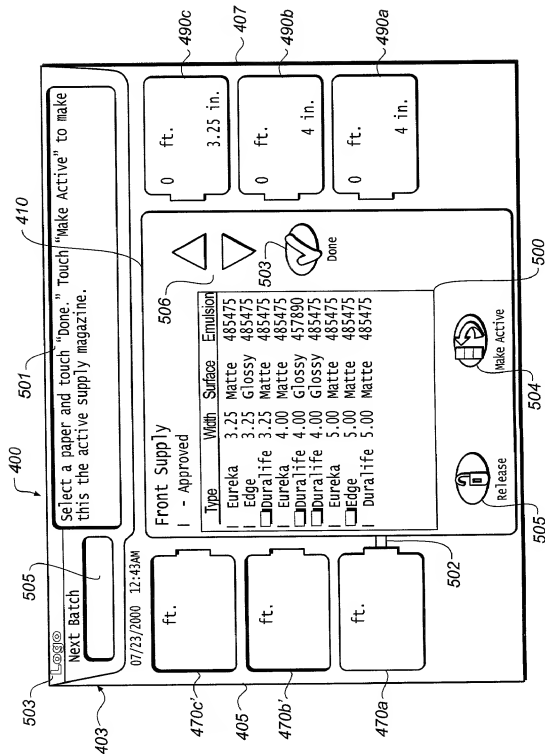 400
501
410
503
Logo
Select a paper and touch "Done." Touch "Make Active" to make
this the active supply magazine.
Next Batch
505
403
07/23/2000 12:43AM
Front Supply
| - Approved
506
Type Width Surface Emulsion
| Eureka 3.25 Matte 485475
| Edge 3.25 Glossy 485475
Duralife 3.25 Matte 485475
| Eureka 4.00 Matte 485475
Duralife 4.00 Glossy 457890
Duralife 4.00 Glossy 485475
| Eureka 5.00 Matte 485475
Edge 5.00 Glossy 485475
| Duralife 5.00 Matte 485475
503
Done
ft.
470c'
405
ft.
470b'
ft.
470a
502
0 ft.
3.25 in.
490c
407
0 ft.
4 in.
490b
0 ft.
4 in.
490a
500
Release
505
Make Active
504